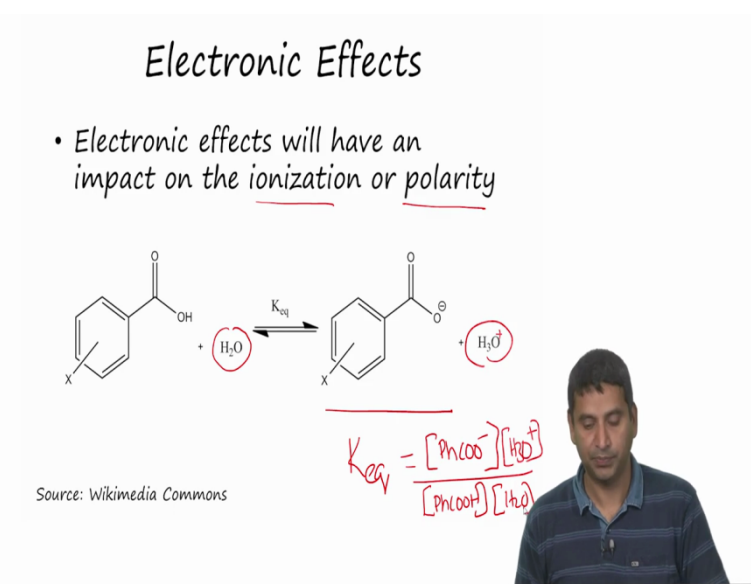 Electronic Effects
• Electronic effects will have an
impact on the ionization or polarity
O
OH
X
+ H₂O
Keq
O
O⊖
X
+ H₃O⁺
Keq = [PhCOO⁻][H3O⁺]
[PhCOOH][H2O]
Source: Wikimedia Commons